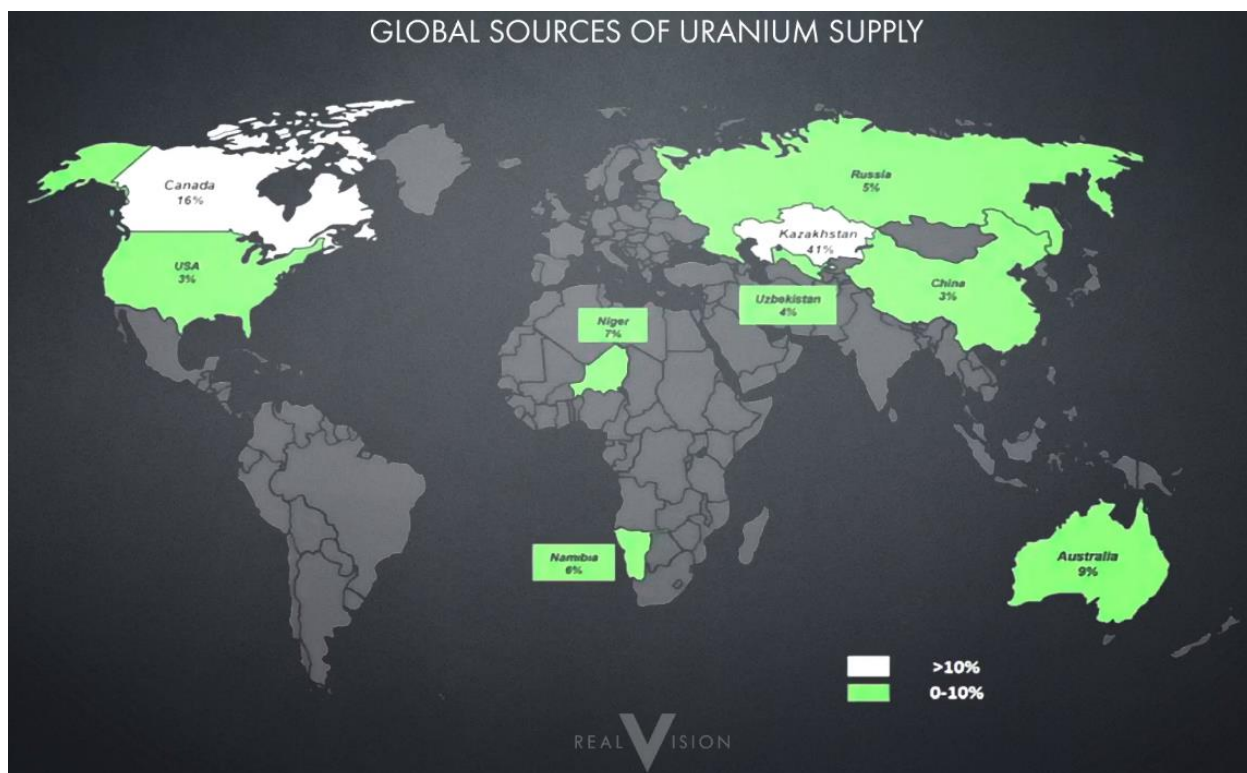 GLOBAL SOURCES OF URANIUM SUPPLY
Canada
16%
Russia
5%
Kazakhstan
41%
USA
3%
China
3%
Uzbekistan
4%
Niger
7%
Namibia
6%
Australia
9%
>10%
0-10%
REAL VISION